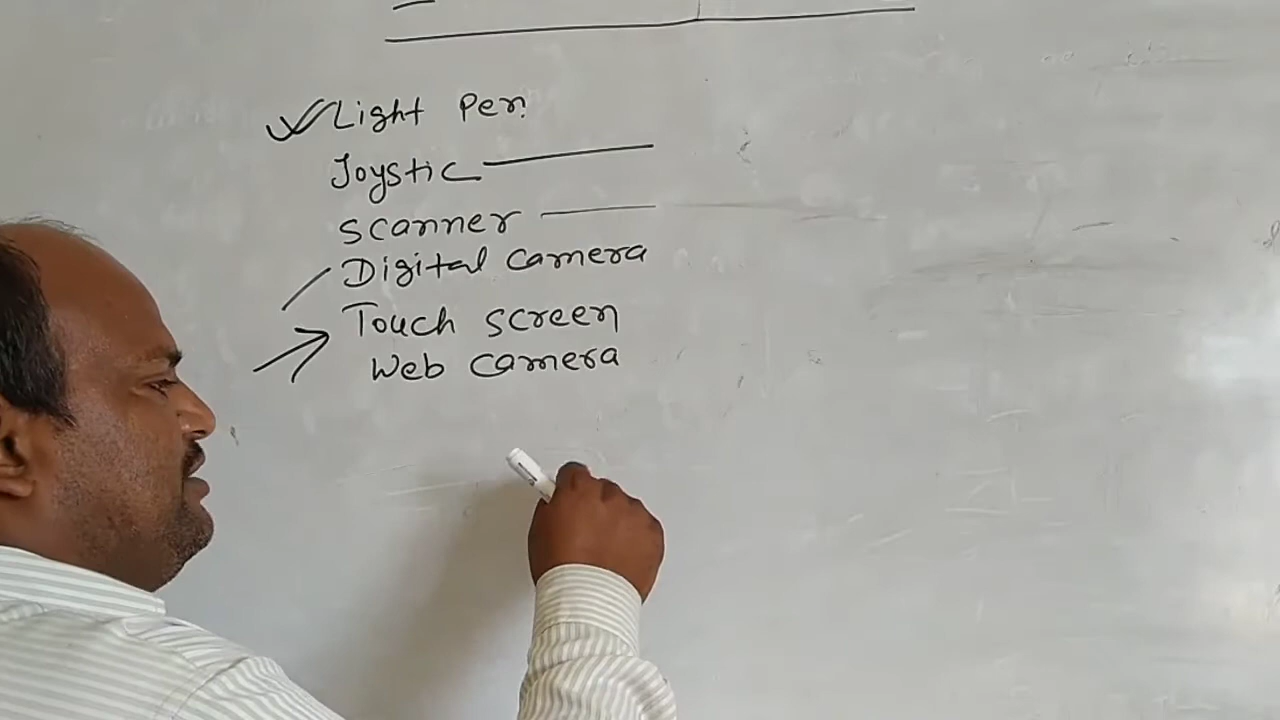 Light Pen
Joystic
Scanner
Digital Camera
Touch screen
Web Camera